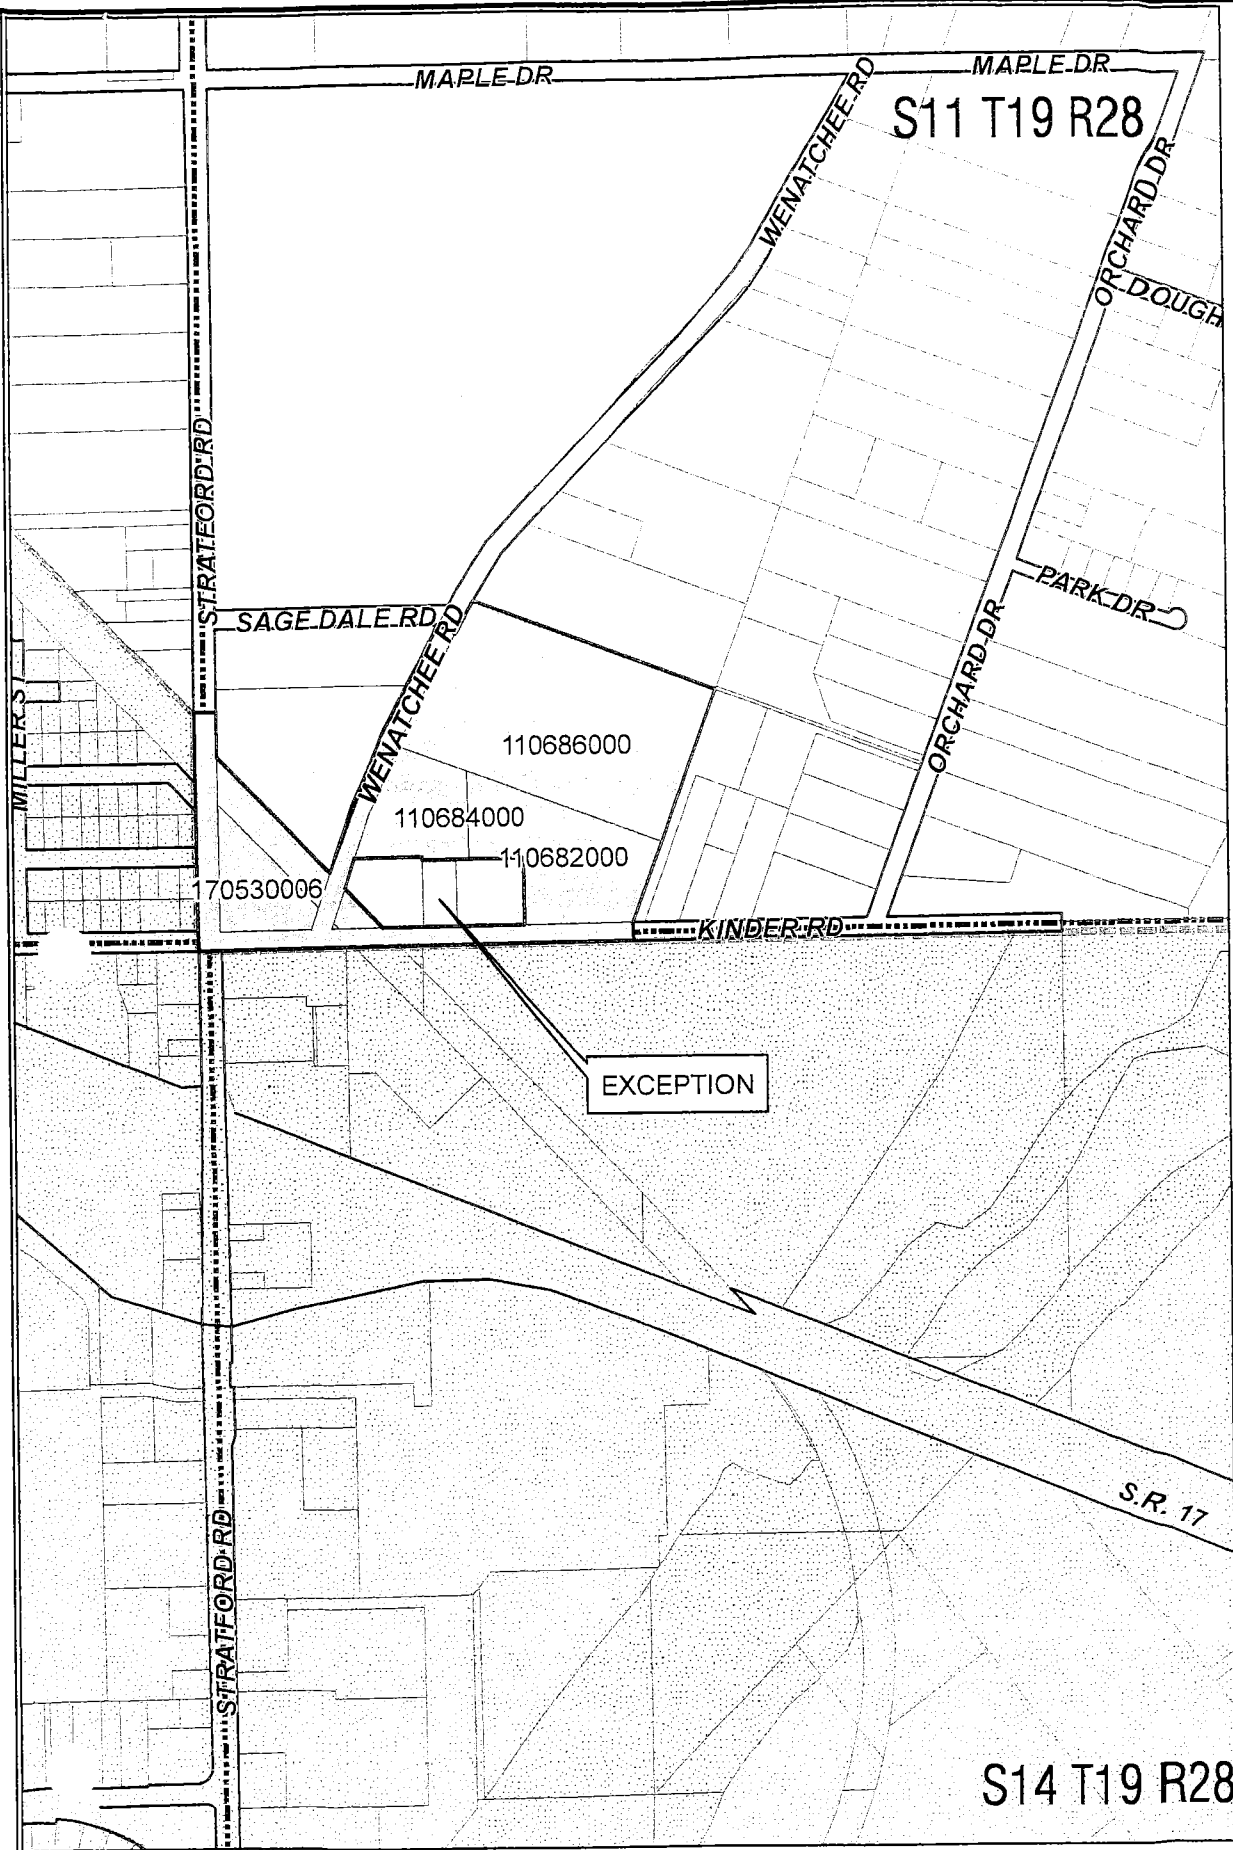 MAPLE DR
MAPLE DR
S11 T19 R28
WENATCHEE RD
ORCHARD DR
DOUGH
STRATFORD RD
SAGE DALE RD
PARK DR
WENATCHEE RD
ORCHARD DR
MILLER ST
110686000
110684000
110682000
170530006
KINDER RD
EXCEPTION
S.R. 17
STRATFORD RD
S14 T19 R28